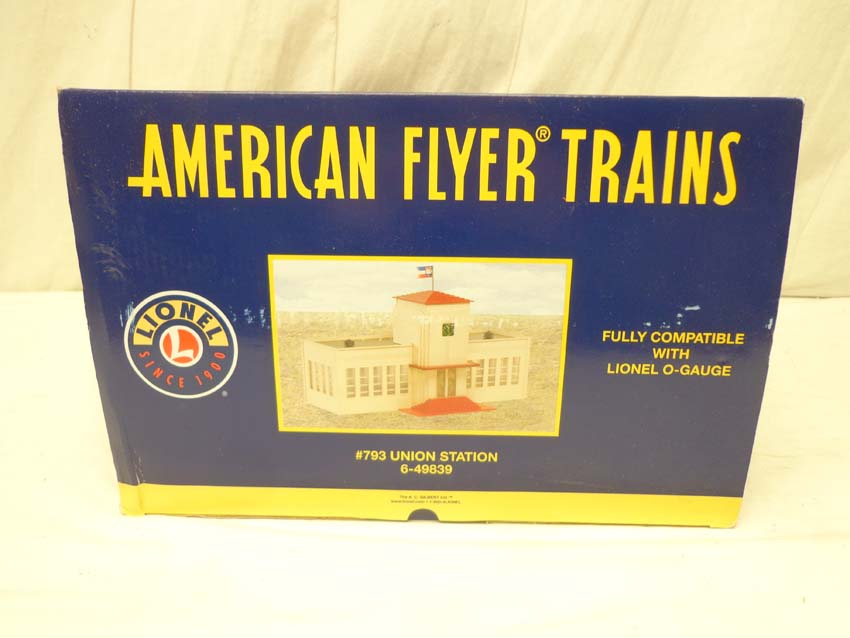 AMERICAN FLYER® TRAINS
LIONEL
L
SINCE 1900
®
FULLY COMPATIBLE
WITH
LIONEL O-GAUGE
#793 UNION STATION
6-49839